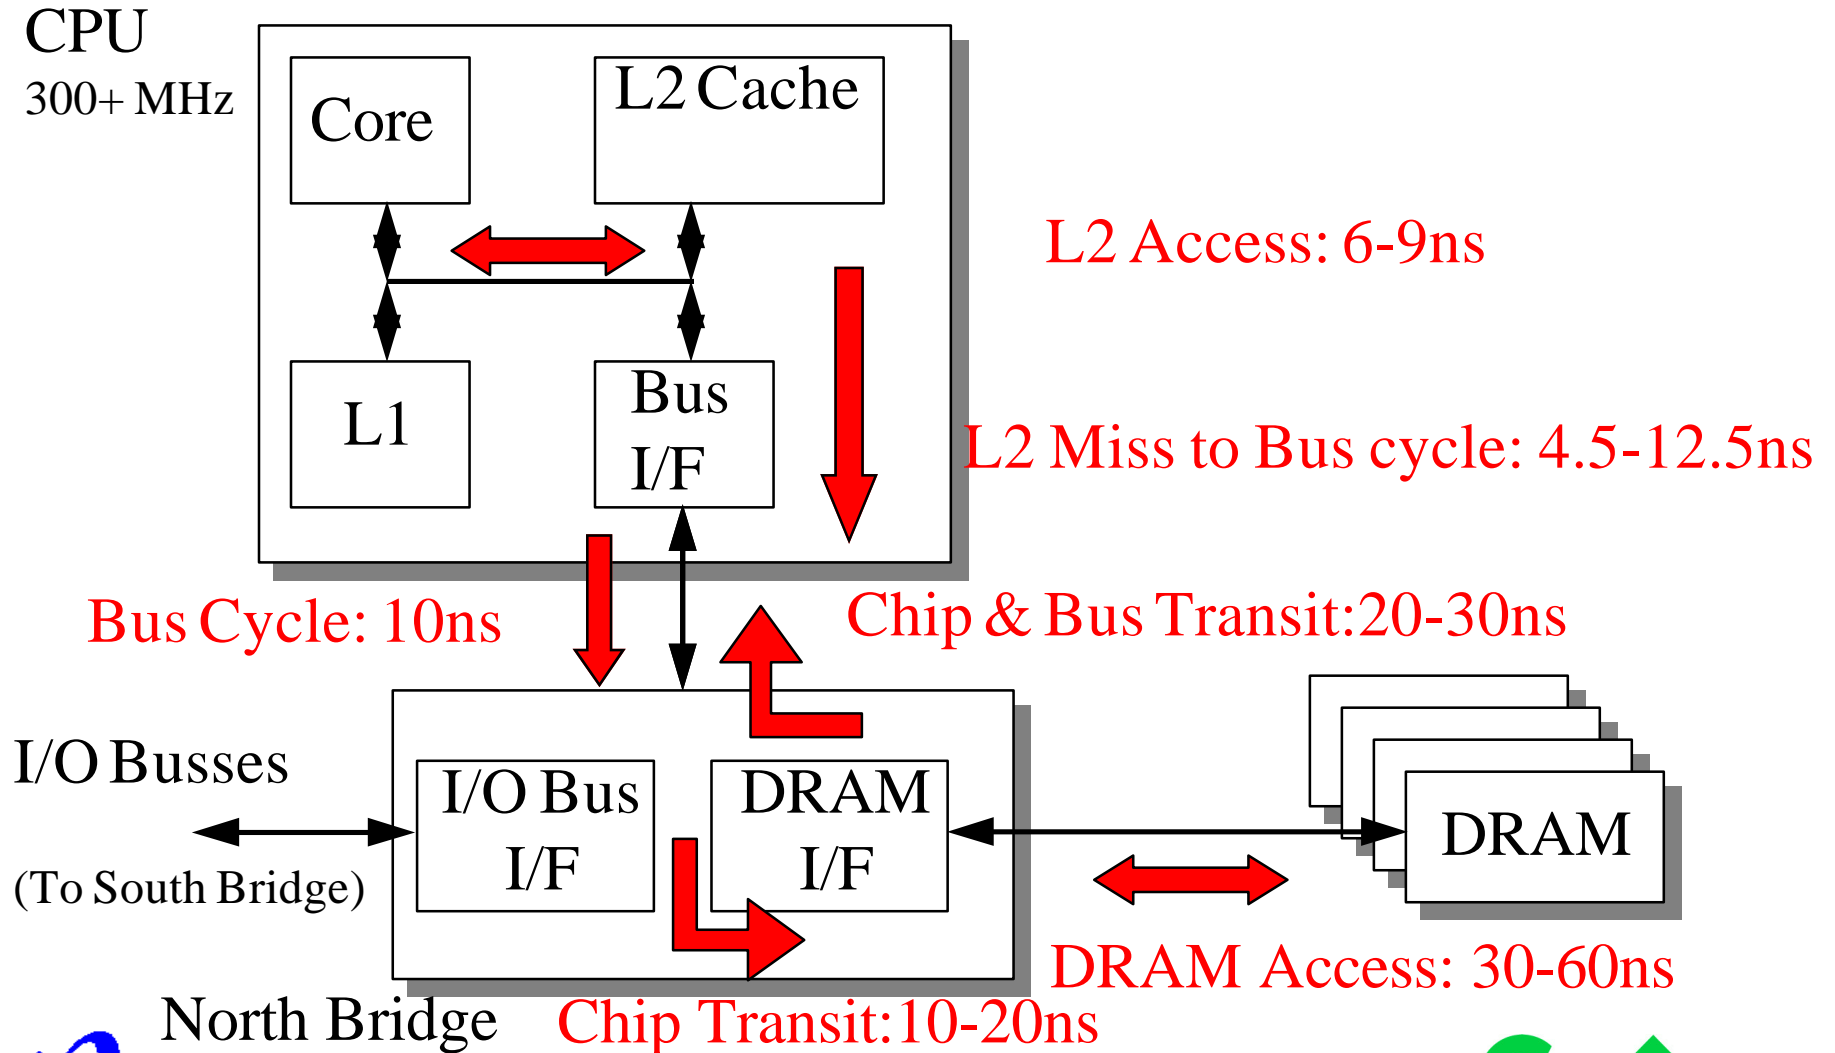 CPU
300+ MHz
Core
L2 Cache
L2 Access: 6-9ns
L1
Bus
I/F
L2 Miss to Bus cycle: 4.5-12.5ns
Bus Cycle: 10ns
Chip & Bus Transit:20-30ns
I/O Busses
(To South Bridge)
I/O Bus
I/F
DRAM
I/F
DRAM
DRAM Access: 30-60ns
North Bridge
Chip Transit:10-20ns